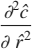 ∂²ĉ
∂ r̂²